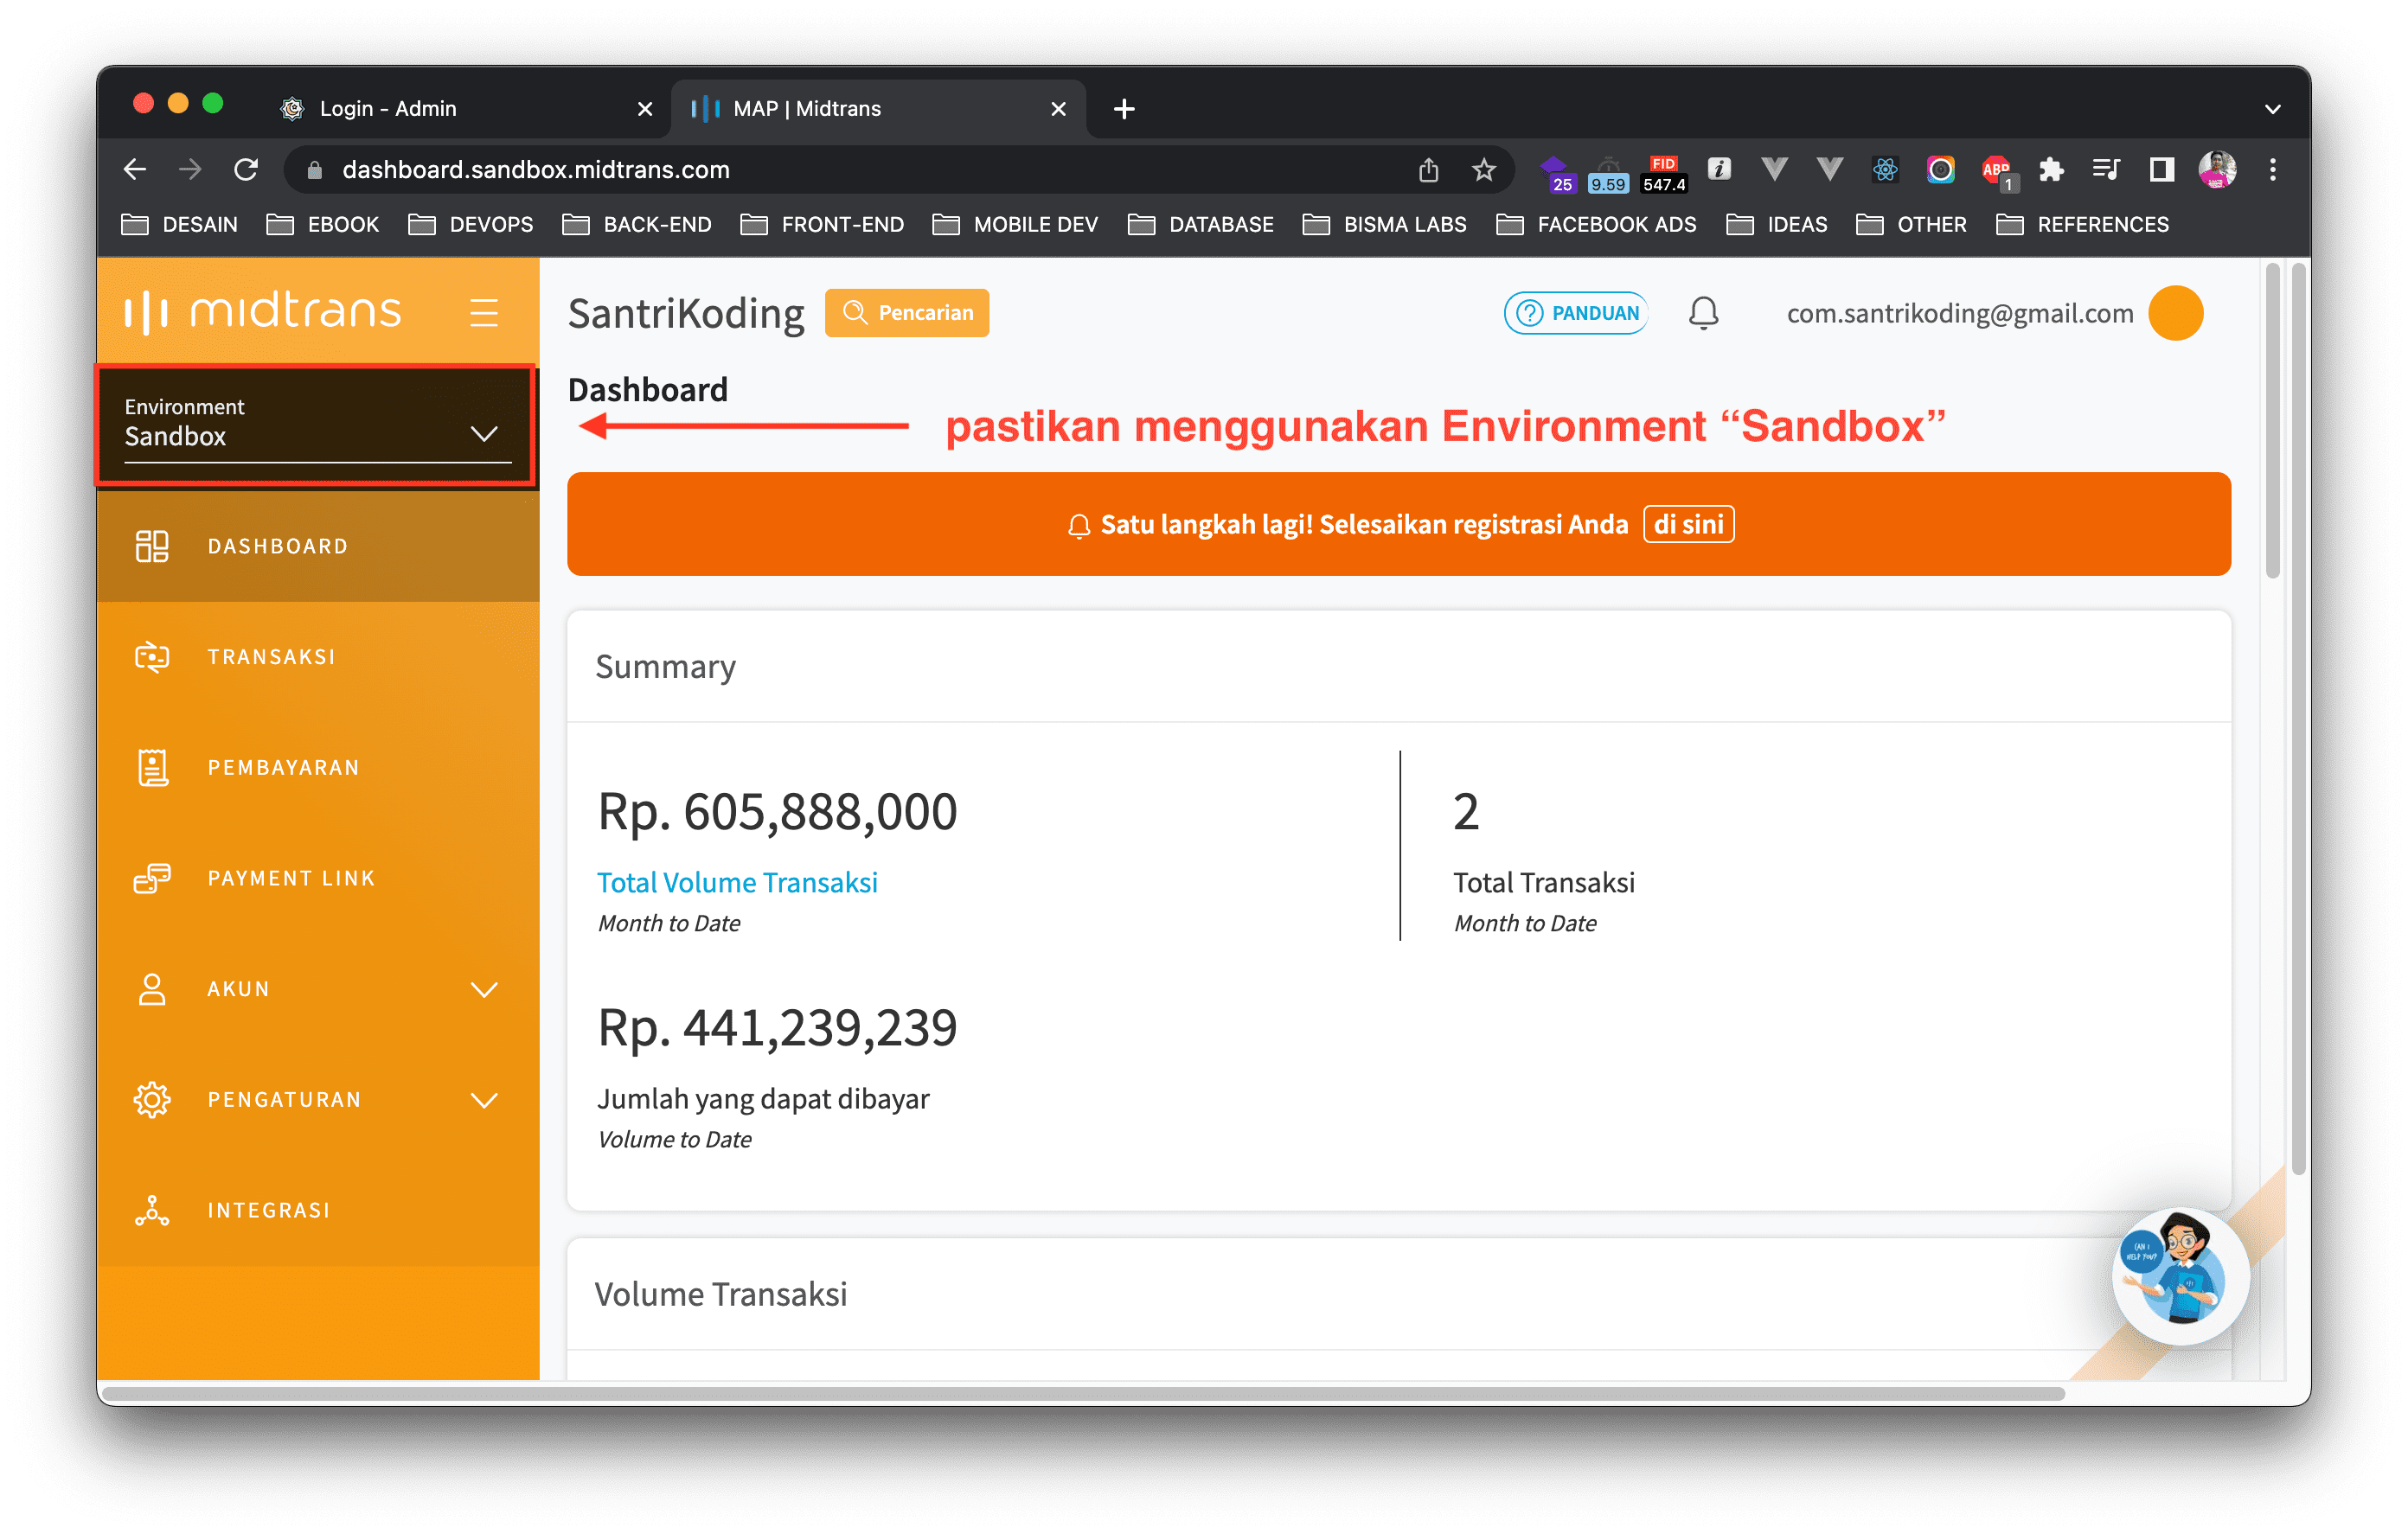 Login - Admin
MAP | Midtrans
dashboard.sandbox.midtrans.com
25
9.59
FID
547.4
ABP
1
DESAIN
EBOOK
DEVOPS
BACK-END
FRONT-END
MOBILE DEV
DATABASE
BISMA LABS
FACEBOOK ADS
IDEAS
OTHER
REFERENCES
midtrans
SantriKoding
Pencarian
PANDUAN
com.santrikoding@gmail.com
Environment
Sandbox
Dashboard
pastikan menggunakan Environment “Sandbox”
Satu langkah lagi! Selesaikan registrasi Anda di sini
DASHBOARD
TRANSAKSI
PEMBAYARAN
PAYMENT LINK
AKUN
PENGATURAN
INTEGRASI
Summary
Rp. 605,888,000
Total Volume Transaksi
Month to Date
2
Total Transaksi
Month to Date
Rp. 441,239,239
Jumlah yang dapat dibayar
Volume to Date
Volume Transaksi
CAN I
HELP YOU?